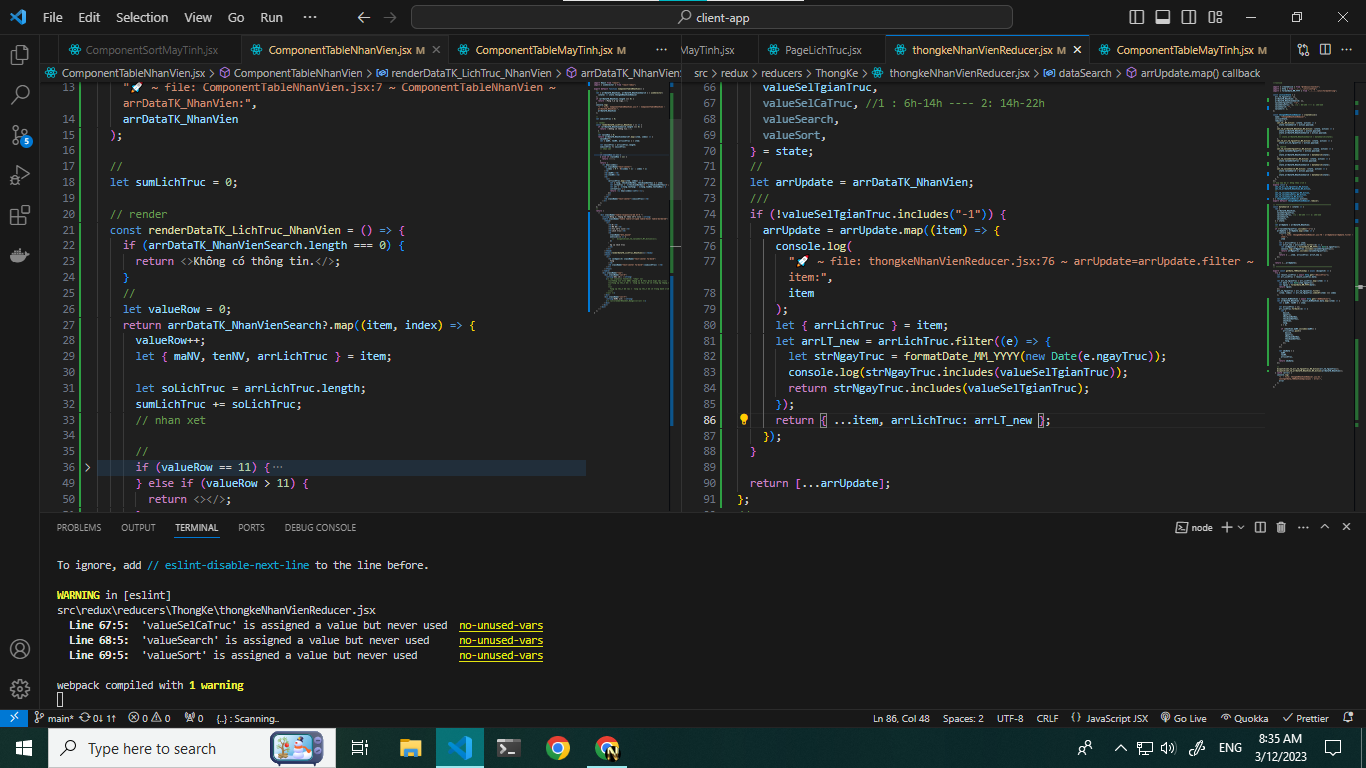 File Edit Selection View Go Run ··· client-app
ComponentSortMayTinh.jsx ComponentTableNhanVien.jsx M ComponentTableMayTinh.jsx M ···
MayTinh.jsx PageLichTruc.jsx thongkeNhanVienReducer.jsx M ComponentTableMayTinh.jsx M ···
ComponentTableNhanVien.jsx > ComponentTableNhanVien > renderDataTK_LichTruc_NhanVien > arrDataTK_NhanVien
13 "🚀 ~ file: ComponentTableNhanVien.jsx:7 ~ ComponentTableNhanVien ~
arrDataTK_NhanVien:",
14 arrDataTK_NhanVien
15 );
16
17 //
18 let sumLichTruc = 0;
19
20 // render
21 const renderDataTK_LichTruc_NhanVien = () => {
22 if (arrDataTK_NhanVienSearch.length === 0) {
23 return <>Không có thông tin.</>;
24 }
25 //
26 let valueRow = 0;
27 return arrDataTK_NhanVienSearch?.map((item, index) => {
28 valueRow++;
29 let { maNV, tenNV, arrLichTruc } = item;
30
31 let soLichTruc = arrLichTruc.length;
32 sumLichTruc += soLichTruc;
33 // nhan xet
34
35 //
36 if (valueRow == 11) {···
49 } else if (valueRow > 11) {
50 return <></>;
src > redux > reducers > ThongKe > thongkeNhanVienReducer.jsx > dataSearch > arrUpdate.map() callback
66 valueSelTgianTruc,
67 valueSelCaTruc, //1 : 6h-14h ---- 2: 14h-22h
68 valueSearch,
69 valueSort,
70 } = state;
71 //
72 let arrUpdate = arrDataTK_NhanVien;
73 ///
74 if (!valueSelTgianTruc.includes("-1")) {
75 arrUpdate = arrUpdate.map((item) => {
76 console.log(
77 "🚀 ~ file: thongkeNhanVienReducer.jsx:76 ~ arrUpdate=arrUpdate.filter ~
item:",
78 item
79 );
80 let { arrLichTruc } = item;
81 let arrLT_new = arrLichTruc.filter((e) => {
82 let strNgayTruc = formatDate_MM_YYYY(new Date(e.ngayTruc));
83 console.log(strNgayTruc.includes(valueSelTgianTruc));
84 return strNgayTruc.includes(valueSelTgianTruc);
85 });
86 return { ...item, arrLichTruc: arrLT_new };
87 });
88 }
89
90 return [...arrUpdate];
91 };
5
PROBLEMS OUTPUT TERMINAL PORTS DEBUG CONSOLE node ···
To ignore, add // eslint-disable-next-line to the line before.
WARNING in [eslint]
src\redux\reducers\ThongKe\thongkeNhanVienReducer.jsx
Line 67:5: 'valueSelCaTruc' is assigned a value but never used no-unused-vars
Line 68:5: 'valueSearch' is assigned a value but never used no-unused-vars
Line 69:5: 'valueSort' is assigned a value but never used no-unused-vars
webpack compiled with 1 warning
main* 0↓ 1↑ 0 0 0 {..} : Scanning.. Ln 86, Col 48 Spaces: 2 UTF-8 CRLF {} JavaScript JSX Go Live Quokka Prettier
Type here to search ENG 8:35 AM
3/12/2023